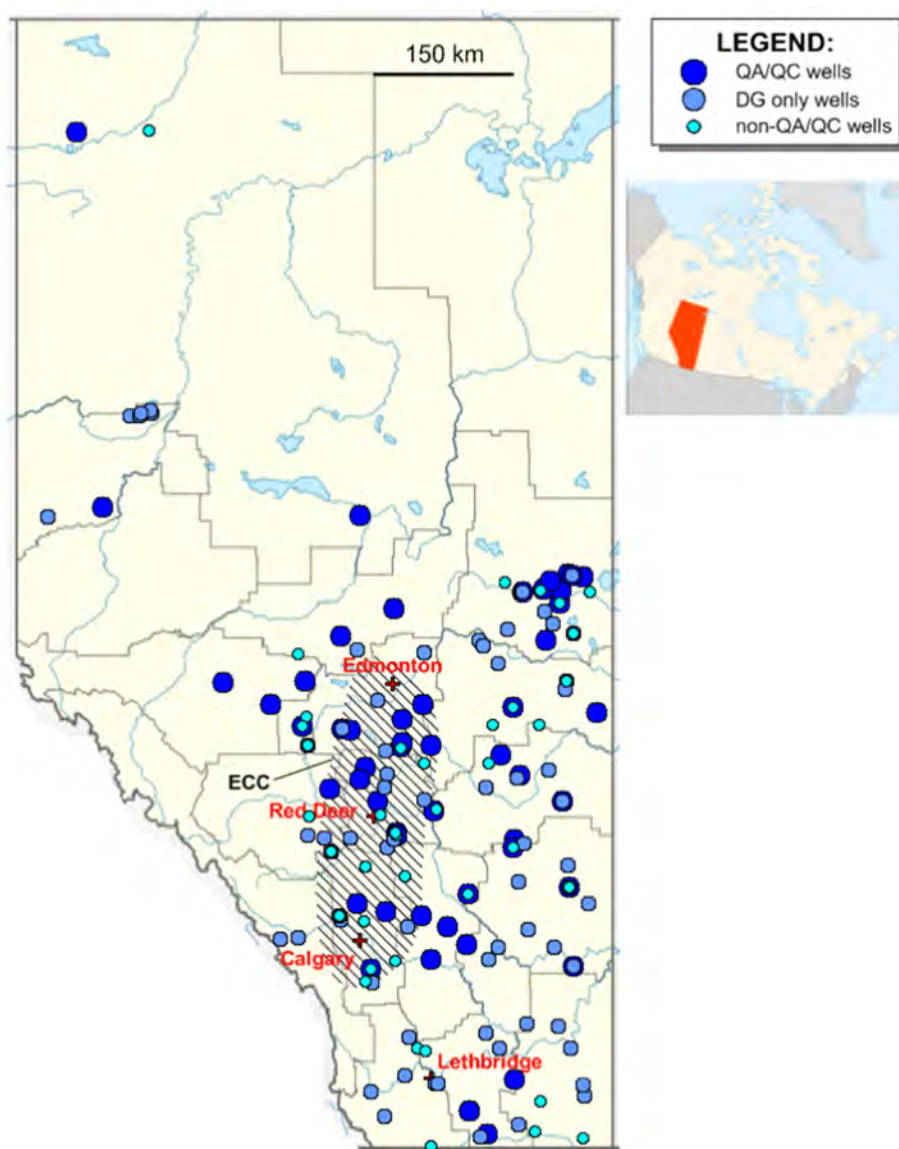 150 km
LEGEND:
QA/QC wells
DG only wells
non-QA/QC wells
Edmonton
ECC
Red Deer
Calgary
Lethbridge